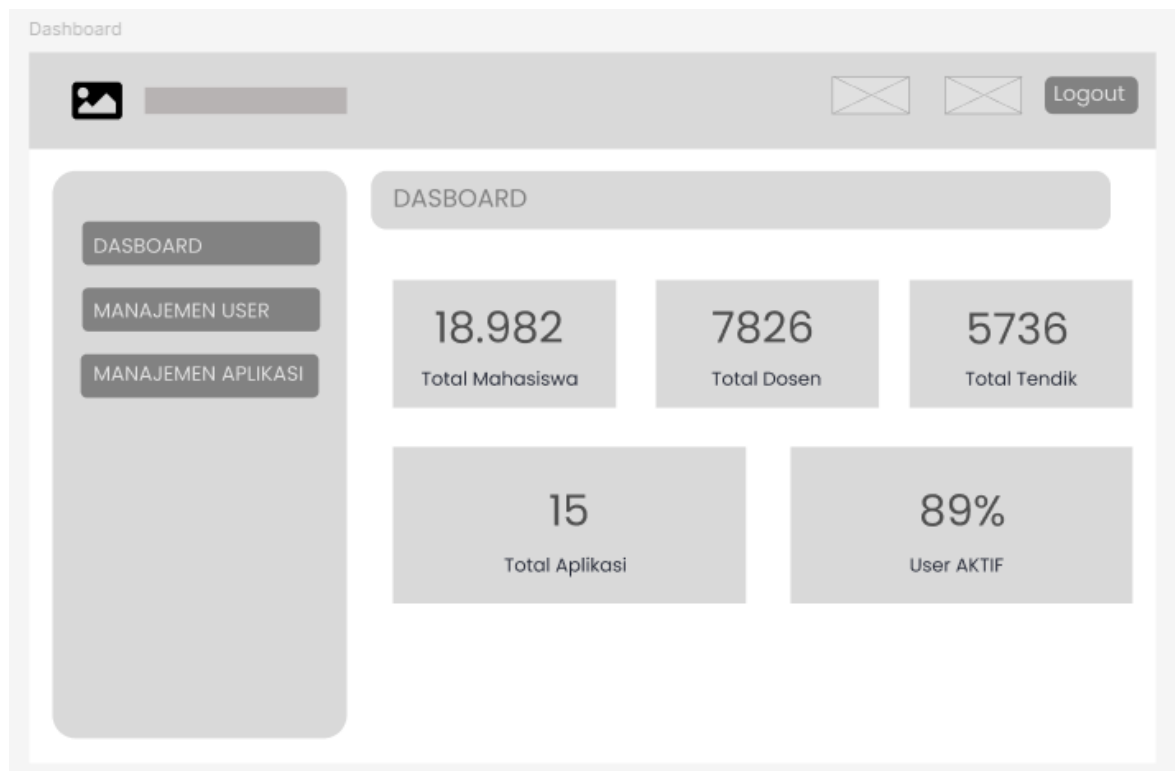 Dashboard
Logout
DASBOARD
MANAJEMEN USER
MANAJEMEN APLIKASI
DASBOARD
18.982
Total Mahasiswa
7826
Total Dosen
5736
Total Tendik
15
Total Aplikasi
89%
User AKTIF